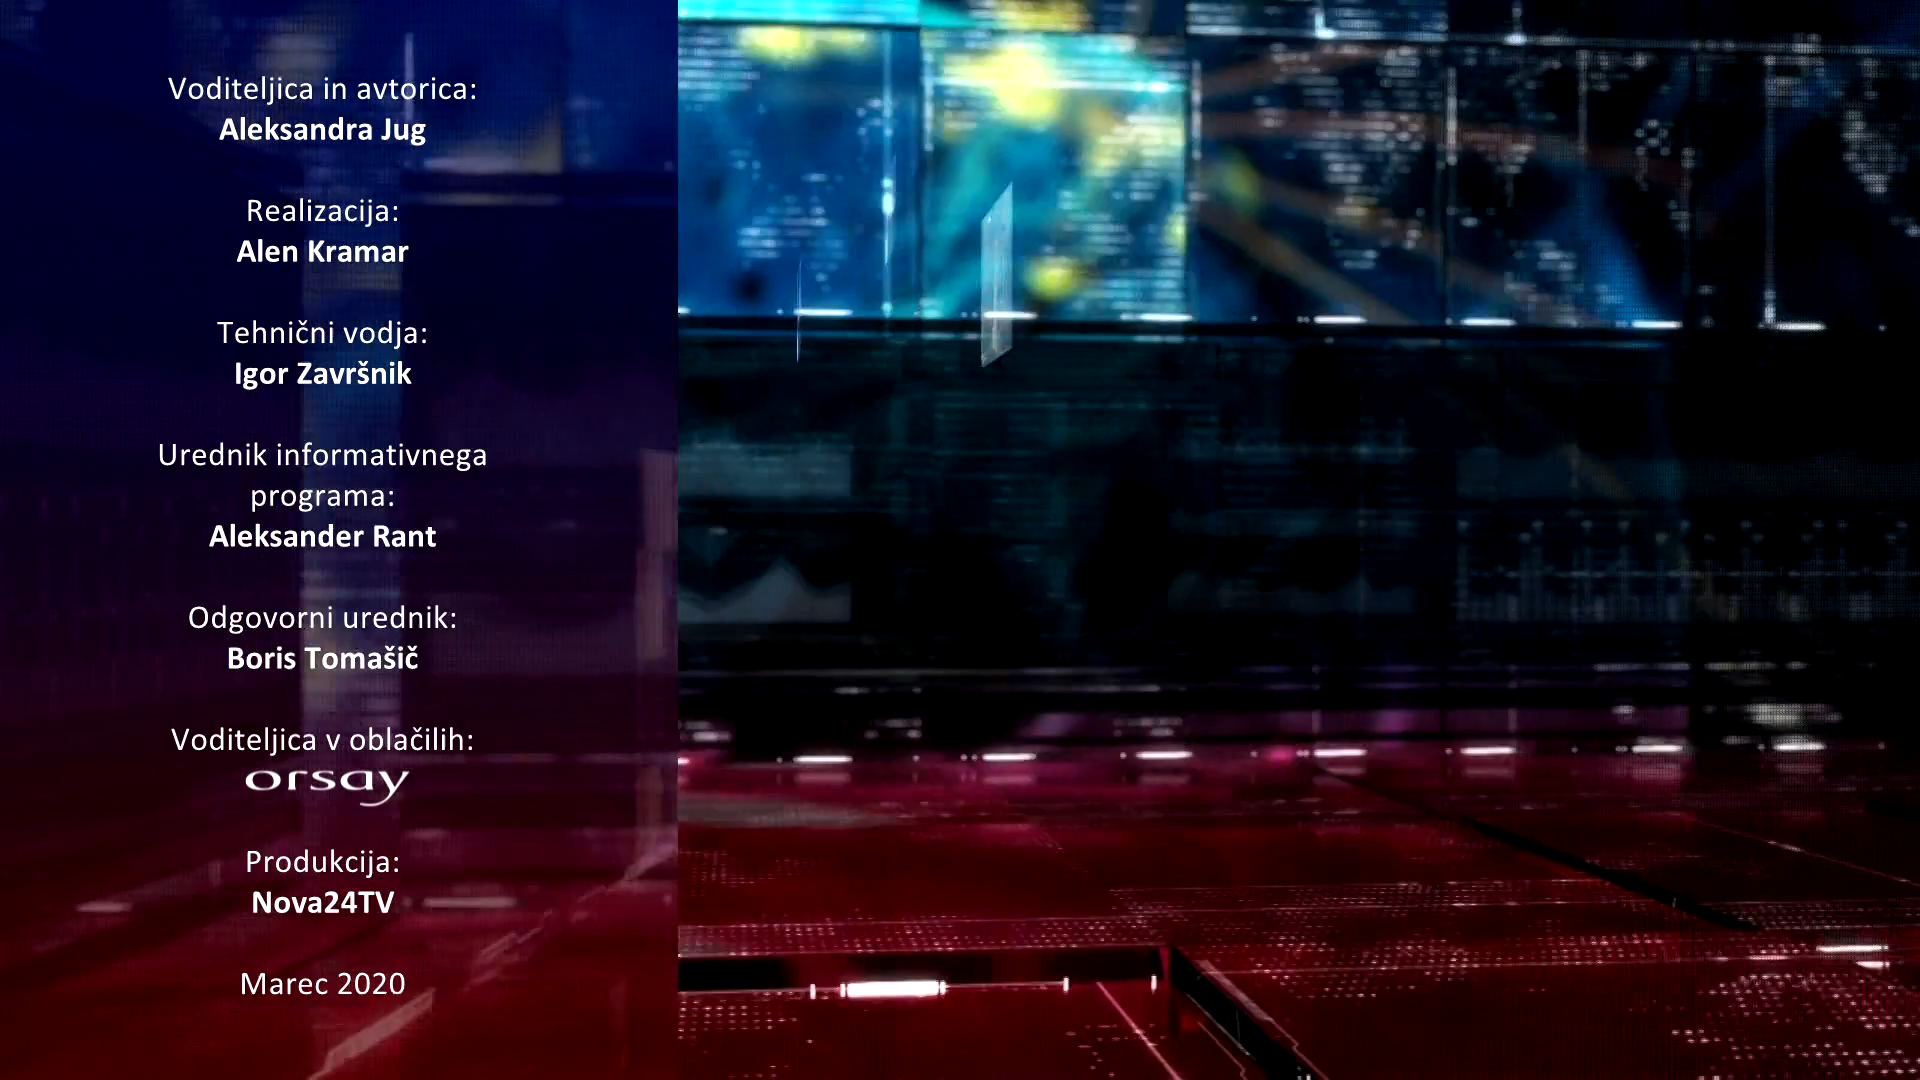 Voditeljica in avtorica:
Aleksandra Jug
Realizacija:
Alen Kramar
Tehnični vodja:
Igor Završnik
Urednik informativnega
programa:
Aleksander Rant
Odgovorni urednik:
Boris Tomašič
Voditeljica v oblačilih:
orsay
Produkcija:
Nova24TV
Marec 2020